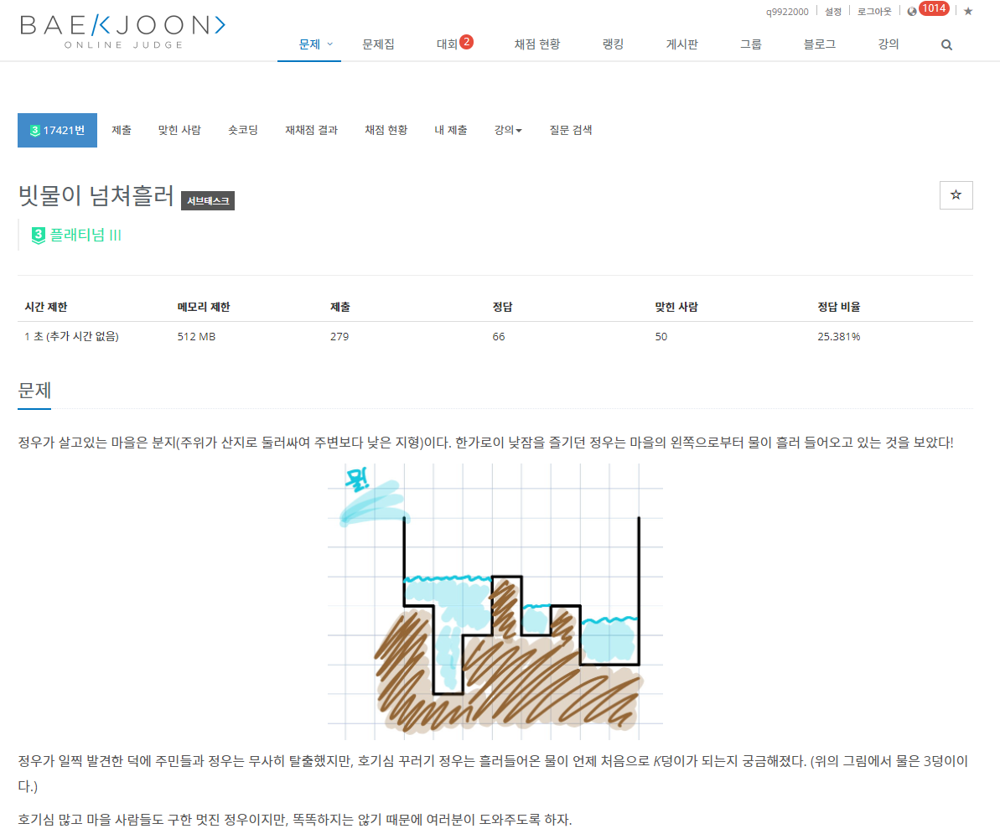 q9922000 설정 로그아웃 1014
BAEKJOON>
ONLINE JUDGE
문제 문제집 대회 2 채점 현황 랭킹 게시판 그룹 블로그 강의
3 17421번 제출 맞힌 사람 숏코딩 재채점 결과 채점 현황 내 제출 강의 질문 검색
빗물이 넘쳐흘러 서브태스크
3 플래티넘 III
시간 제한 메모리 제한 제출 정답 맞힌 사람 정답 비율
1 초 (추가 시간 없음) 512 MB 279 66 50 25.381%
문제
정우가 살고있는 마을은 분지(주위가 산지로 둘러싸여 주변보다 낮은 지형)이다. 한가로이 낮잠을 즐기던 정우는 마을의 왼쪽으로부터 물이 흘러 들어오고 있는 것을 보았다!
물!
정우가 일찍 발견한 덕에 주민들과 정우는 무사히 탈출했지만, 호기심 꾸러기 정우는 흘러들어온 물이 언제 처음으로 K덩이가 되는지 궁금해졌다. (위의 그림에서 물은 3덩이이
다.)
호기심 많고 마을 사람들도 구한 멋진 정우이지만, 똑똑하지는 않기 때문에 여러분이 도와주도록 하자.